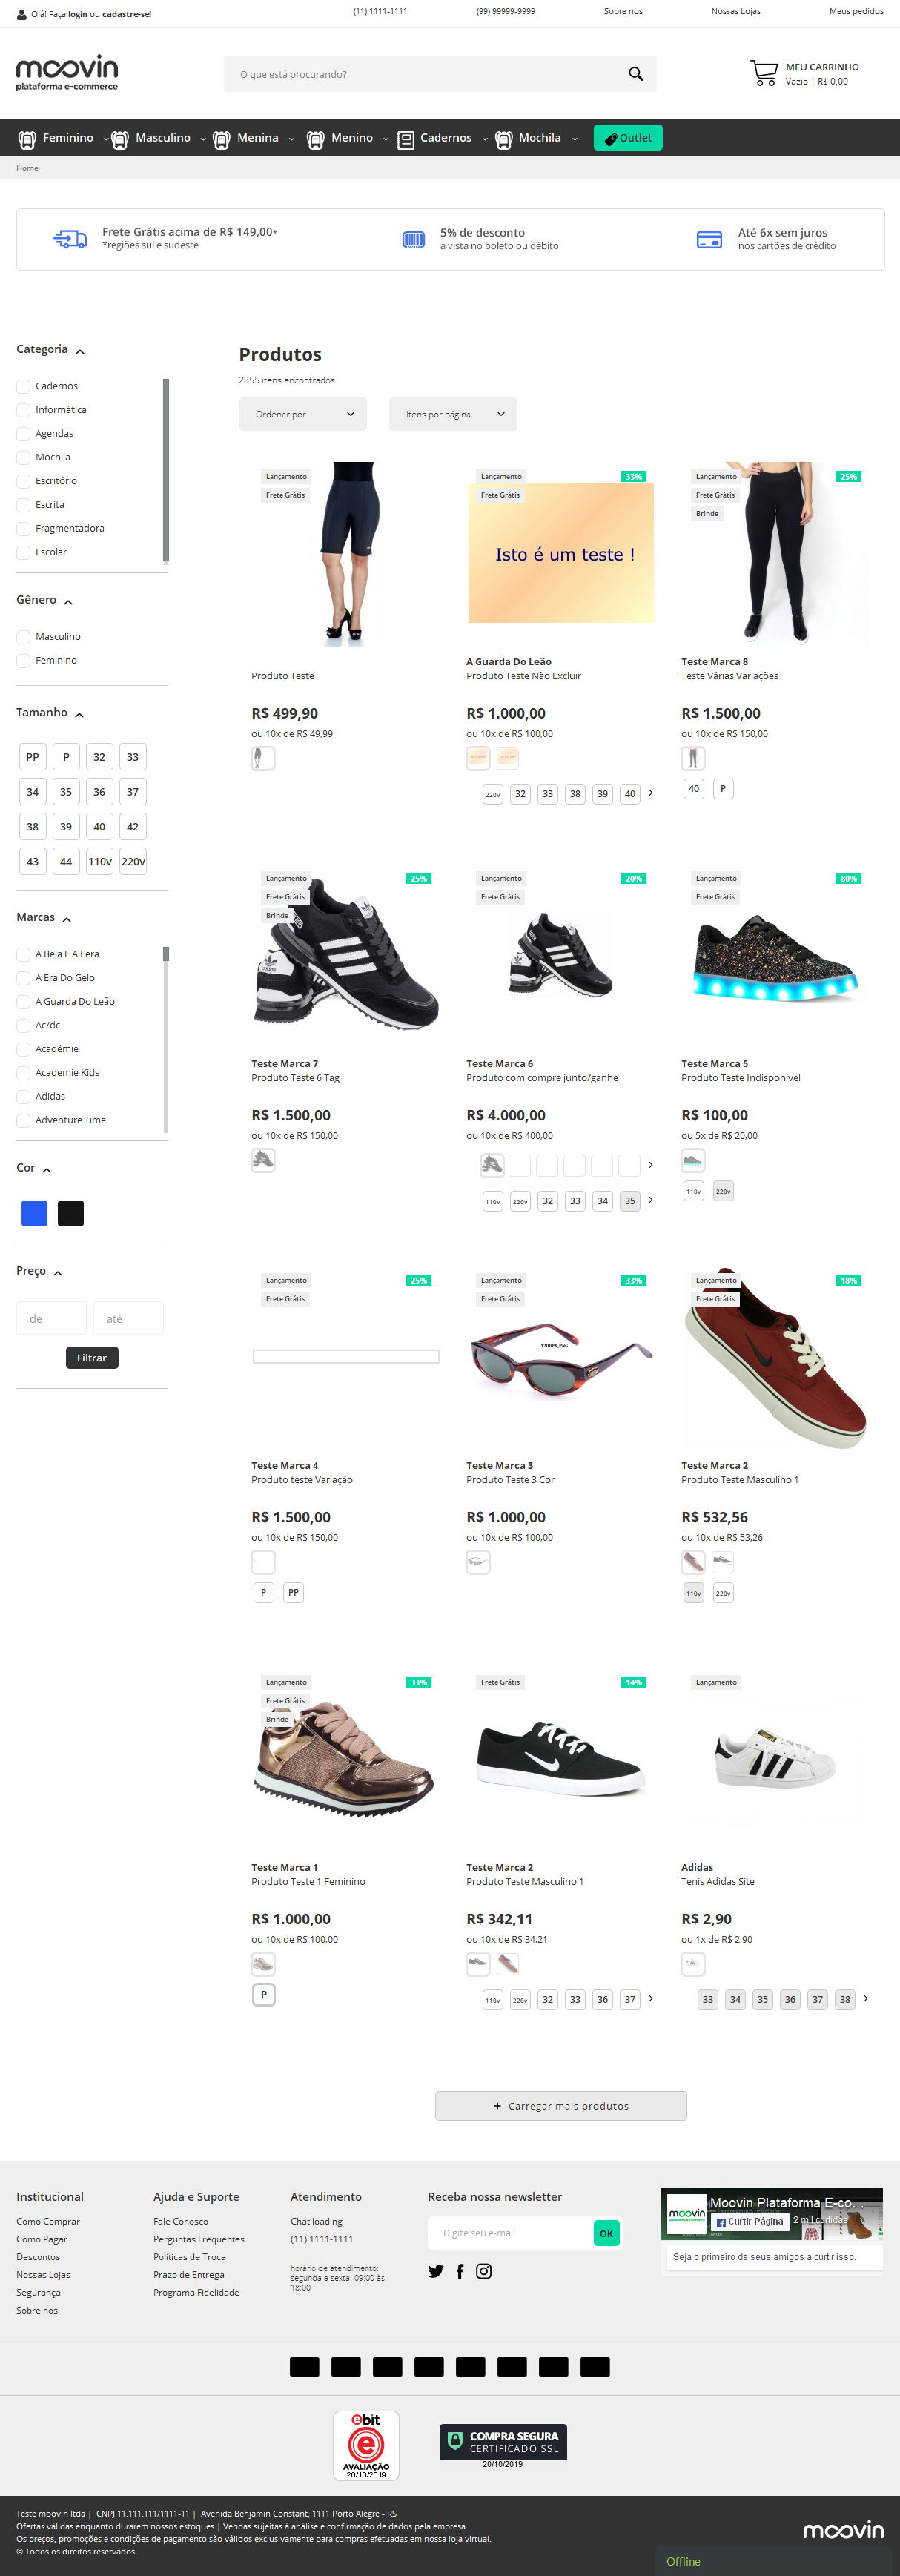 Olá! Faça login ou cadastre-se!
(11) 1111-1111
(99) 99999-9999
Sobre nos
Nossas Lojas
Meus pedidos
moovin
plataforma e-commerce
O que está procurando?
MEU CARRINHO
Vazio | R$ 0,00
Feminino
Masculino
Menina
Menino
Cadernos
Mochila
Outlet
Home
Frete Grátis acima de R$ 149,00*
*regiões sul e sudeste
5% de desconto
à vista no boleto ou débito
Até 6x sem juros
nos cartões de crédito
Categoria
Cadernos
Informática
Agendas
Mochila
Escritório
Escrita
Fragmentadora
Escolar
Gênero
Masculino
Feminino
Tamanho
PP P 32 33
34 35 36 37
38 39 40 42
43 44 110v 220v
Marcas
A Bela E A Fera
A Era Do Gelo
A Guarda Do Leão
Ac/dc
Académie
Academie Kids
Adidas
Adventure Time
Cor
Preço
de
até
Filtrar
Produtos
2355 itens encontrados
Ordenar por
Itens por página
Lançamento
Frete Grátis
Produto Teste
R$ 499,90
ou 10x de R$ 49,99
Lançamento
33%
Frete Grátis
Isto é um teste !
A Guarda Do Leão
Produto Teste Não Excluir
R$ 1.000,00
ou 10x de R$ 100,00
220v 32 33 38 39 40
Lançamento
25%
Frete Grátis
Brinde
Teste Marca 8
Teste Várias Variações
R$ 1.500,00
ou 10x de R$ 150,00
40 P
Lançamento
25%
Frete Grátis
Brinde
Teste Marca 7
Produto Teste 6 Tag
R$ 1.500,00
ou 10x de R$ 150,00
Lançamento
20%
Frete Grátis
Teste Marca 6
Produto com compre junto/ganhe
R$ 4.000,00
ou 10x de R$ 400,00
110v 220v 32 33 34 35
Lançamento
80%
Frete Grátis
Teste Marca 5
Produto Teste Indisponivel
R$ 100,00
ou 5x de R$ 20,00
110v 220v
Lançamento
25%
Frete Grátis
Teste Marca 4
Produto teste Variação
R$ 1.500,00
ou 10x de R$ 150,00
P PP
Lançamento
33%
Frete Grátis
1200PX_PNG
Teste Marca 3
Produto Teste 3 Cor
R$ 1.000,00
ou 10x de R$ 100,00
Lançamento
18%
Frete Grátis
Teste Marca 2
Produto Teste Masculino 1
R$ 532,56
ou 10x de R$ 53,26
110v 220v
Lançamento
33%
Frete Grátis
Brinde
Teste Marca 1
Produto Teste 1 Feminino
R$ 1.000,00
ou 10x de R$ 100,00
P
Frete Grátis
14%
Teste Marca 2
Produto Teste Masculino 1
R$ 342,11
ou 10x de R$ 34,21
110v 220v 32 33 36 37
Lançamento
Adidas
Tenis Adidas Site
R$ 2,90
ou 1x de R$ 2,90
33 34 35 36 37 38
+ Carregar mais produtos
Institucional
Como Comprar
Como Pagar
Descontos
Nossas Lojas
Segurança
Sobre nos
Ajuda e Suporte
Fale Conosco
Perguntas Frequentes
Políticas de Troca
Prazo de Entrega
Programa Fidelidade
Atendimento
Chat loading
(11) 1111-1111
horário de atendimento:
segunda a sexta: 09:00 às
18:00
Receba nossa newsletter
Digite seu e-mail
OK
moovin
Moovin Plataforma E-co...
Curtir Página
2 mil curtidas
Seja o primeiro de seus amigos a curtir isso.
ebit
e
AVALIAÇÃO
20/10/2019
COMPRA SEGURA
CERTIFICADO SSL
20/10/2019
Teste moovin ltda | CNPJ 11.111.111/1111-11 | Avenida Benjamin Constant, 1111 Porto Alegre - RS
Ofertas válidas enquanto durarem nossos estoques | Vendas sujeitas à análise e confirmação de dados pela empresa.
Os preços, promoções e condições de pagamento são válidos exclusivamente para compras efetuadas em nossa loja virtual.
© Todos os direitos reservados.
moovin
Offline